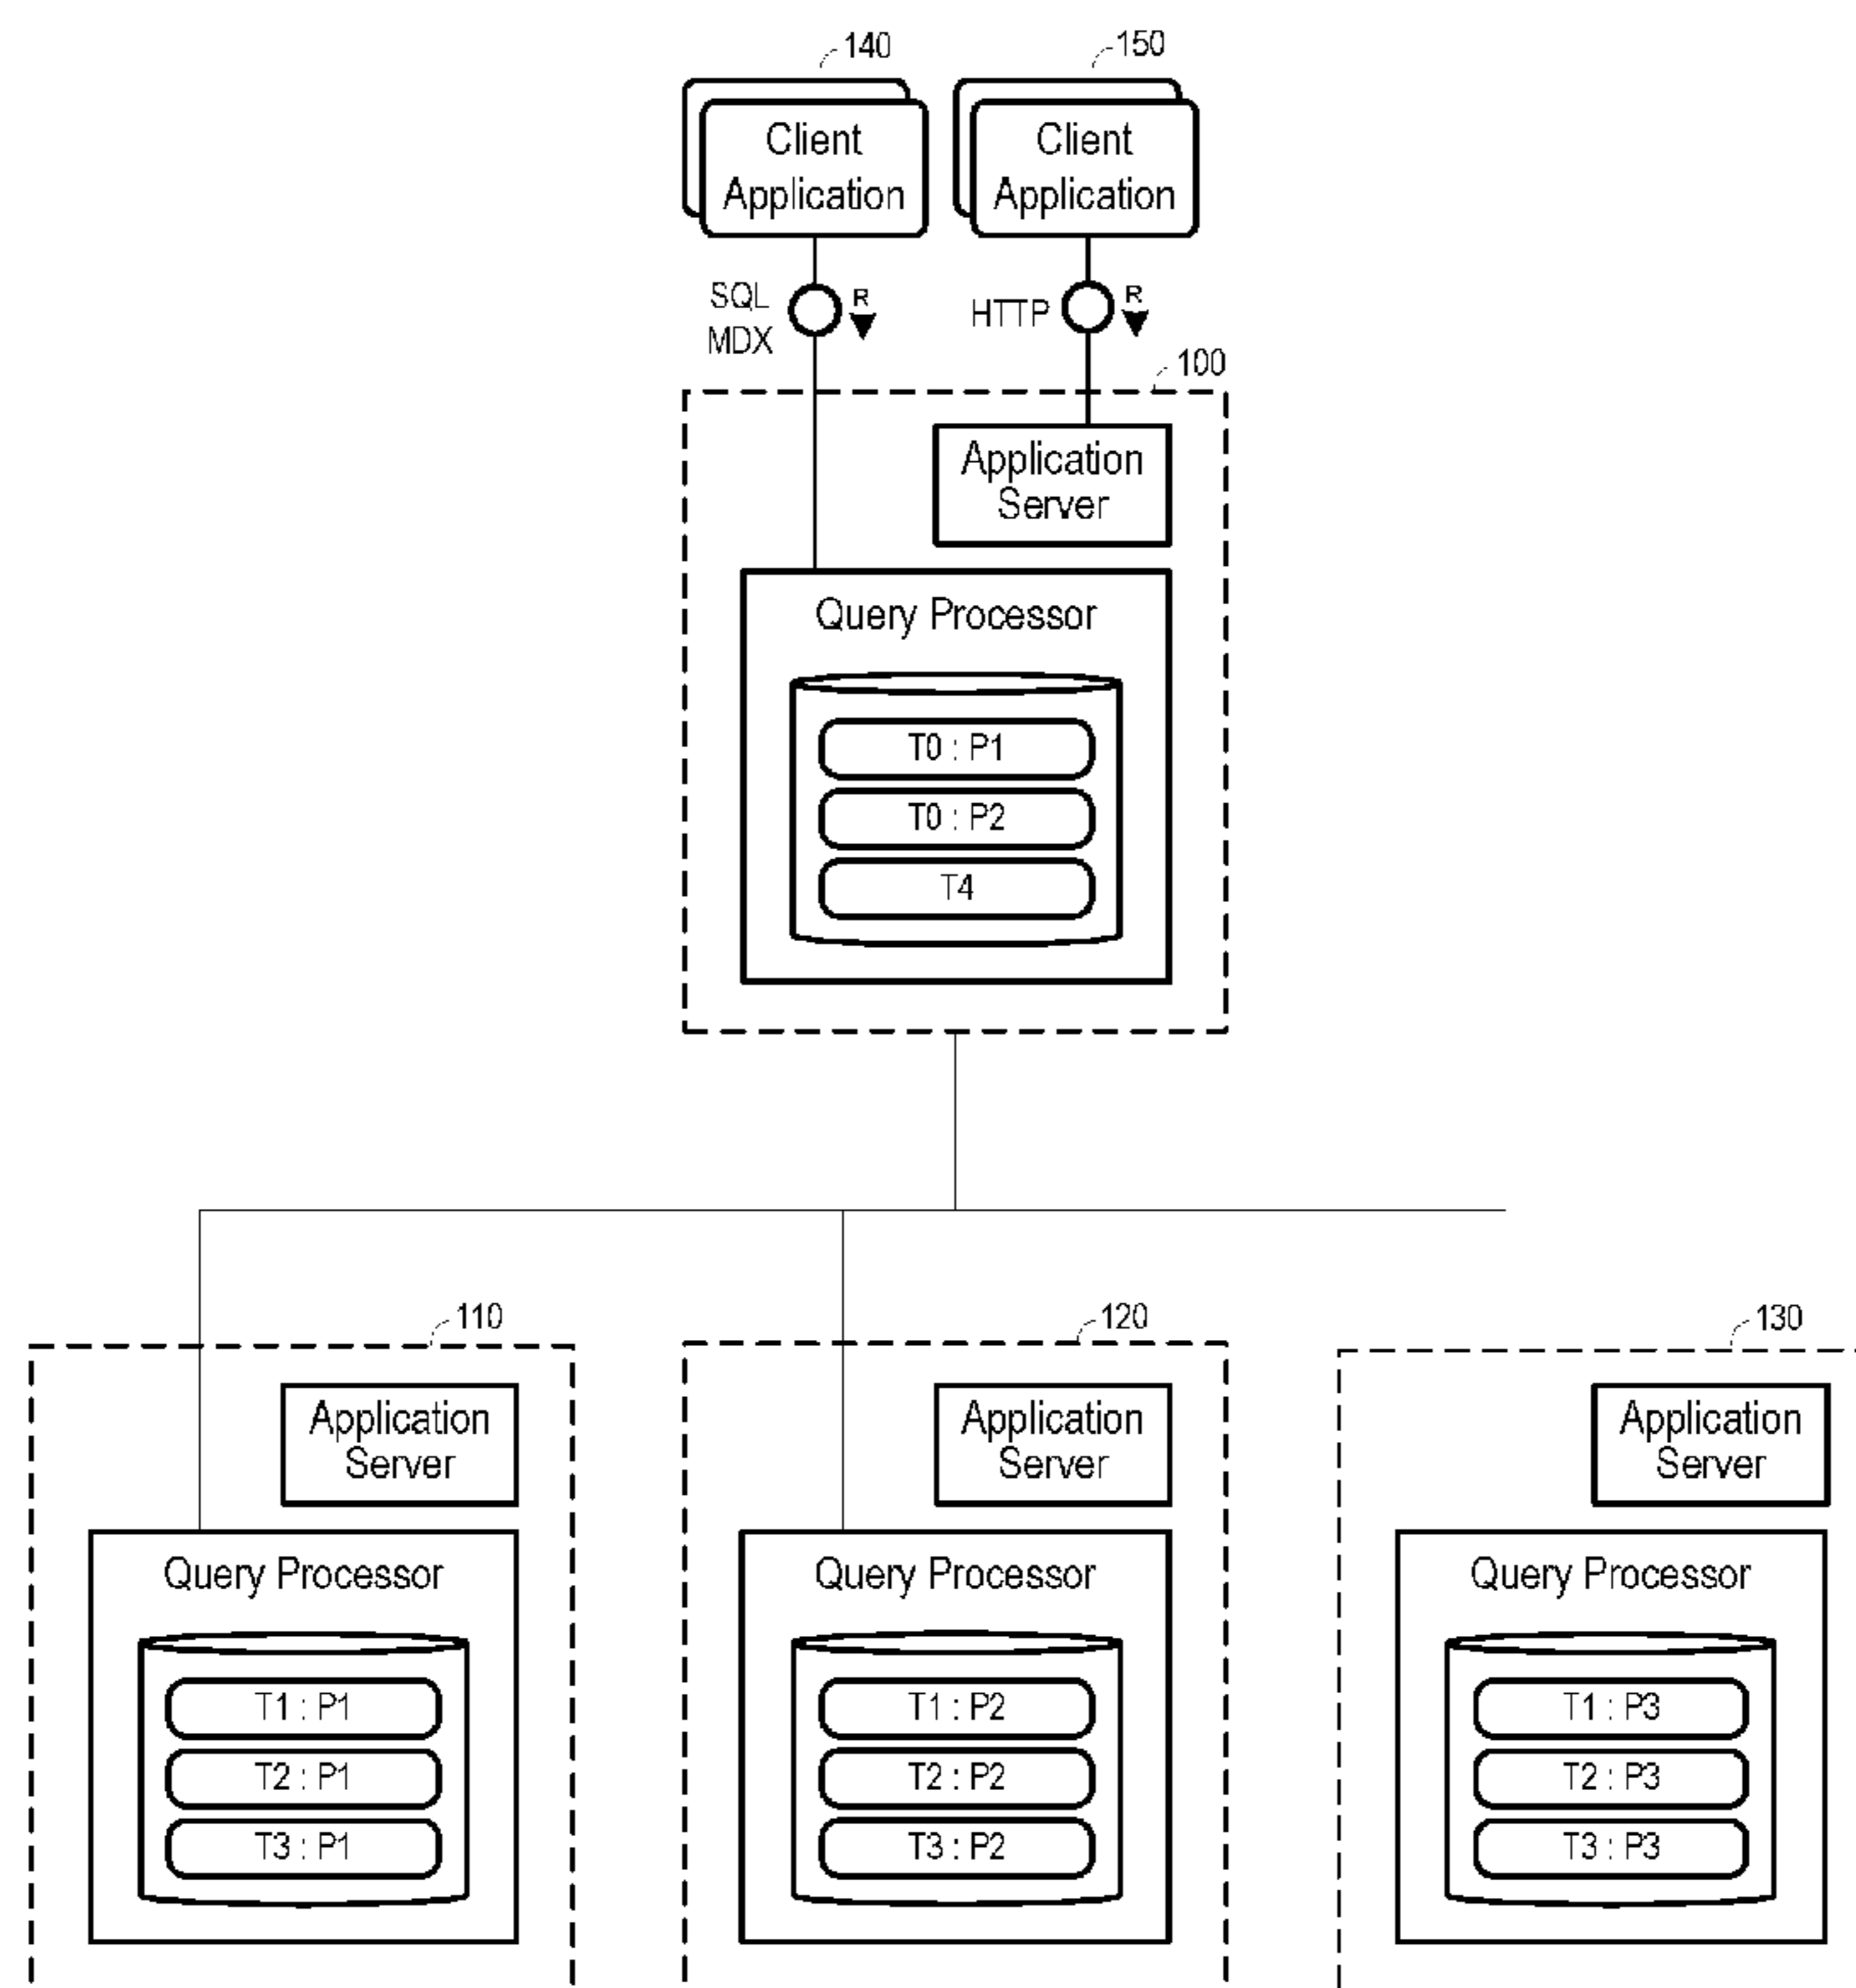 140
150
Client
Application
Client
Application
SQL
MDX
R
HTTP
R
100
Application
Server
Query Processor
T0 : P1
T0 : P2
T4
110
120
130
Application
Server
Application
Server
Application
Server
Query Processor
Query Processor
Query Processor
T1 : P1
T2 : P1
T3 : P1
T1 : P2
T2 : P2
T3 : P2
T1 : P3
T2 : P3
T3 : P3